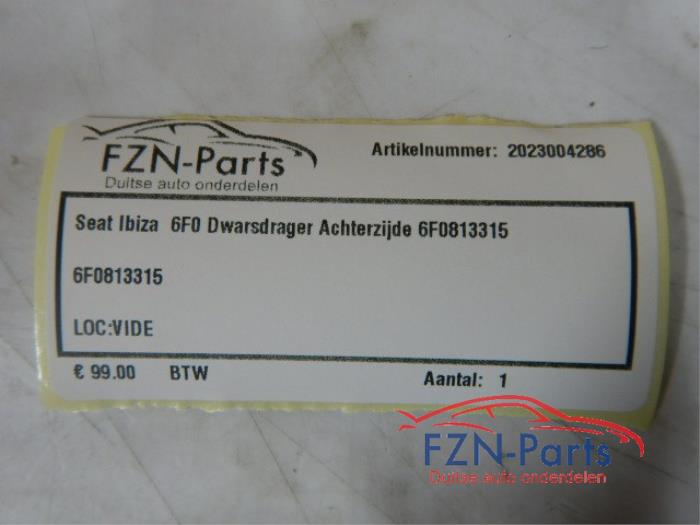 FZN-Parts
Duitse auto onderdelen
Artikelnummer: 2023004286
Seat Ibiza 6F0 Dwarsdrager Achterzijde 6F0813315
6F0813315
LOC:VIDE
€ 99.00 BTW Aantal: 1
FZN-Parts
Duitse auto onderdelen